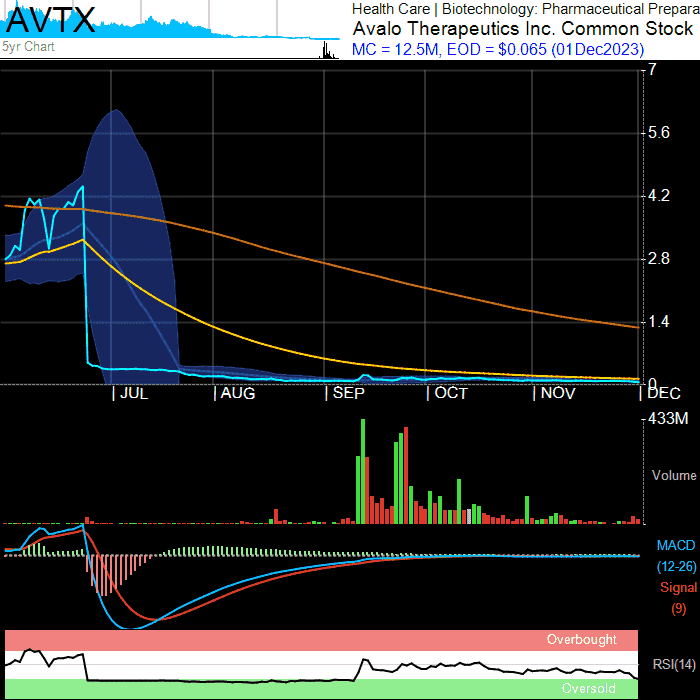 AVTX
Health Care | Biotechnology: Pharmaceutical Prepara
Avalo Therapeutics Inc. Common Stock
5yr Chart
MC = 12.5M, EOD = $0.065 (01Dec2023)
7
5.6
4.2
2.8
1.4
0
JUL AUG SEP OCT NOV DEC
433M
Volume
MACD
(12-26)
Signal
(9)
Overbought
RSI(14)
Oversold